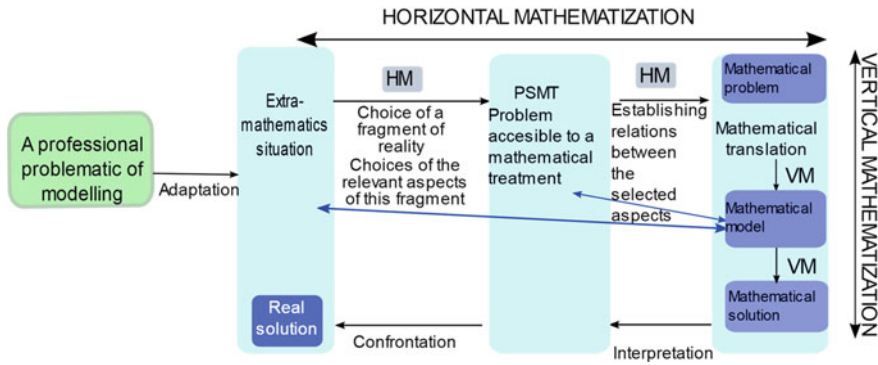 HORIZONTAL MATHEMATIZATION
A professional
problematic of
modelling
Adaptation
Extra-
mathematics
situation
Real
solution
HM
Choice of a
fragment of
reality
Choices of the
relevant aspects
of this fragment
Confrontation
PSMT
Problem
accesible to a
mathematical
treatment
HM
Establishing
relations
between
the
selected
aspects
Interpretation
Mathematical
problem
Mathematical
translation
VM
Mathematical
model
VM
Mathematical
solution
VERTICAL MATHEMATIZATION